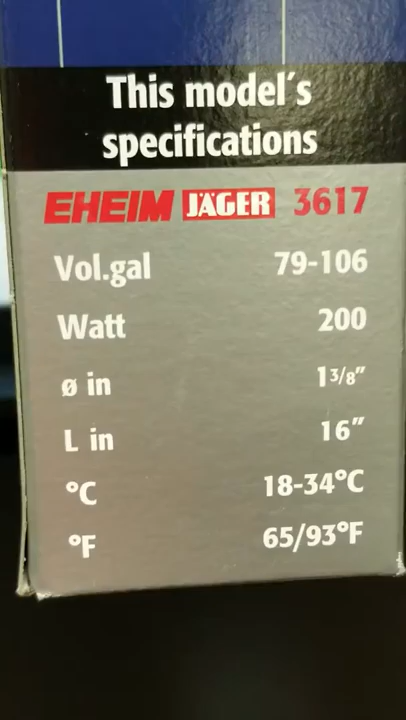 This model's
specifications
EHEIM JÄGER 3617
Vol.gal 79-106
Watt 200
ø in 1 3/8"
L in 16"
°C 18-34°C
°F 65/93°F